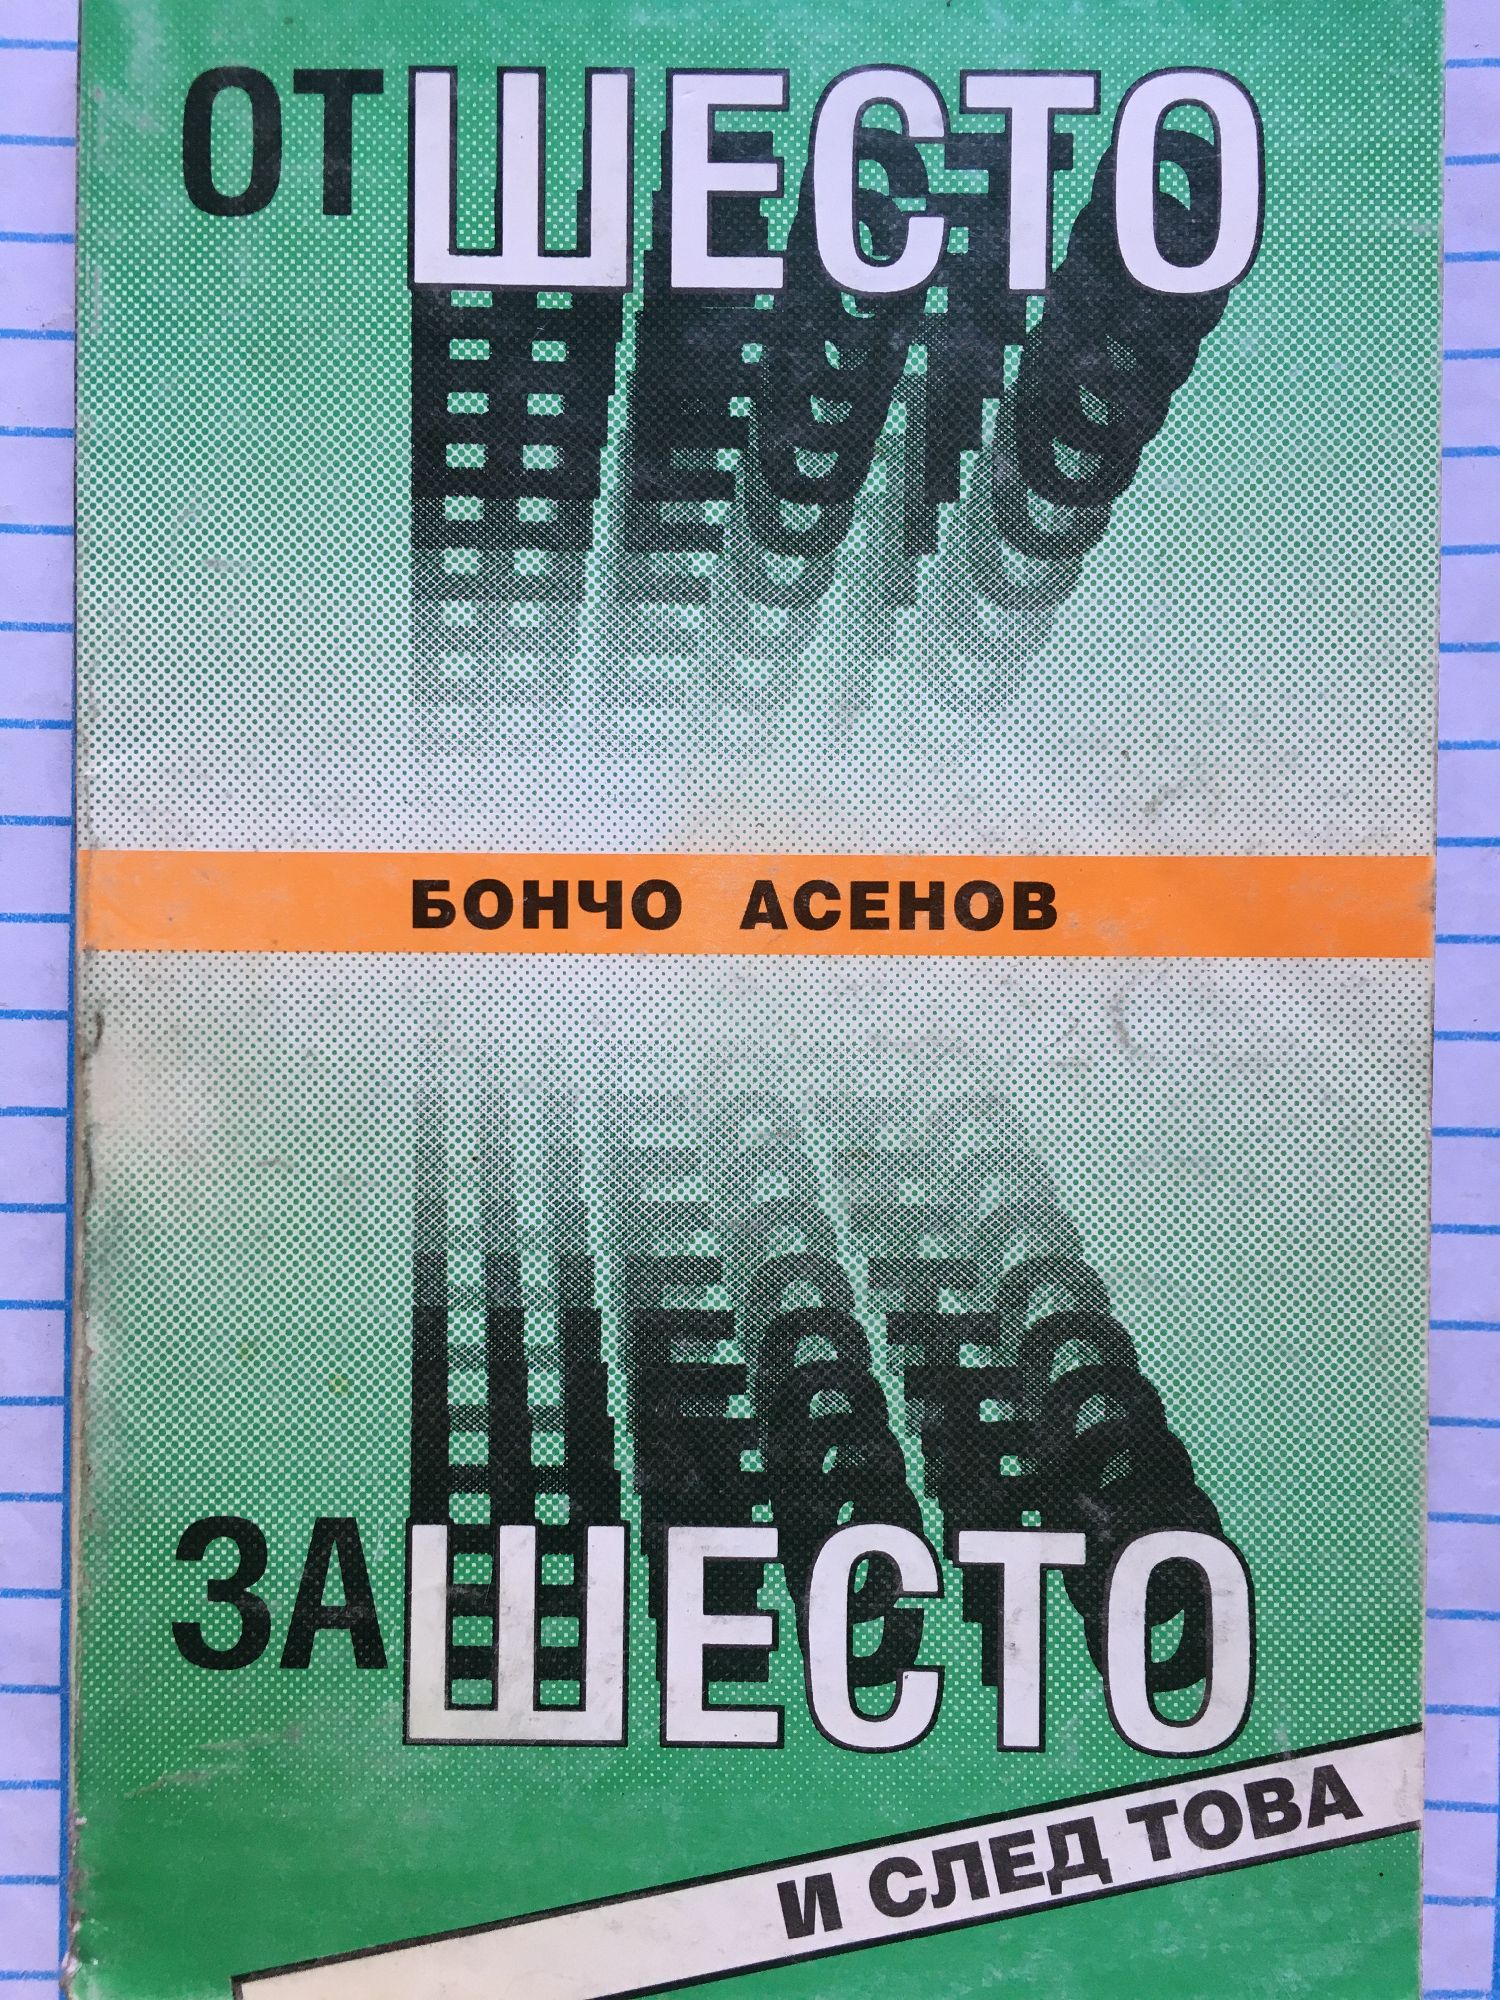 ОТ ШЕСТО
БОНЧО АСЕНОВ
ЗА ШЕСТО
И СЛЕД ТОВА